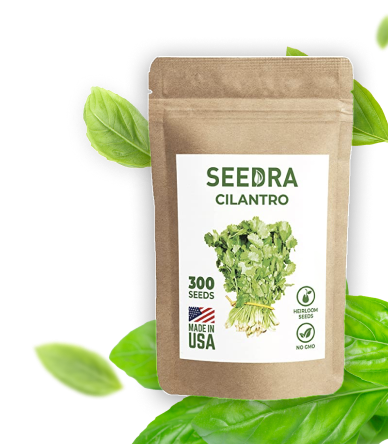 SEEDRA
CILANTRO
300
SEEDS
MADE IN
USA
HEIRLOOM
SEEDS
NO GMO